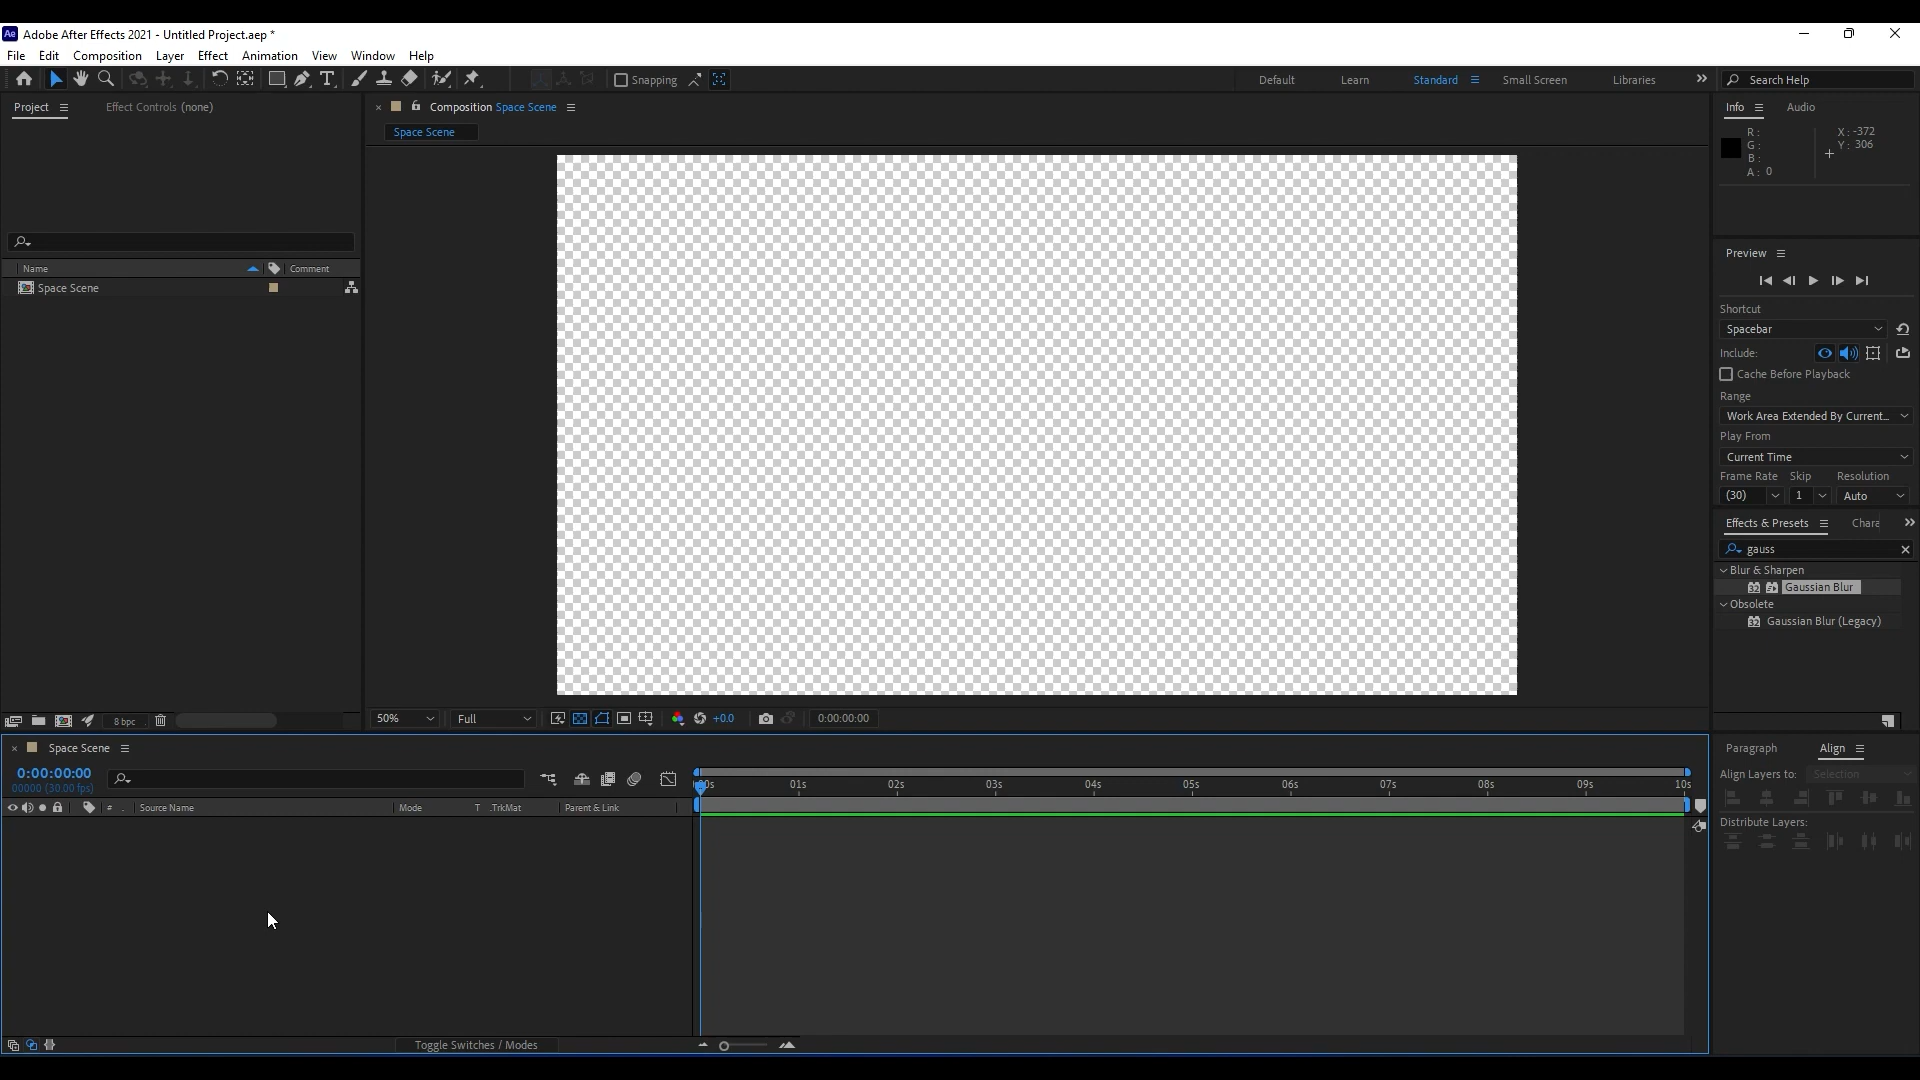 Ae Adobe After Effects 2021 - Untitled Project.aep *
File Edit Composition Layer Effect Animation View Window Help
Snapping
Default Learn Standard Small Screen Libraries
Search Help
Project
Effect Controls (none)
Name
Comment
Space Scene
8 bpc
Composition Space Scene
Space Scene
50%
Full
+0.0
0:00:00:00
Info
Audio
R :
G :
B :
A : 0
X : -372
Y : 306
Preview
Shortcut
Spacebar
Include:
Cache Before Playback
Range
Work Area Extended By Current...
Play From
Current Time
Frame Rate Skip Resolution
(30) 1 Auto
Effects & Presets
Chara
gauss
Blur & Sharpen
32 Gaussian Blur
Obsolete
32 Gaussian Blur (Legacy)
Space Scene
0:00:00:00
00000 (30.00 fps)
# Source Name Mode T .TrkMat Parent & Link
00s 01s 02s 03s 04s 05s 06s 07s 08s 09s 10s
Toggle Switches / Modes
Paragraph
Align
Align Layers to: Selection
Distribute Layers: